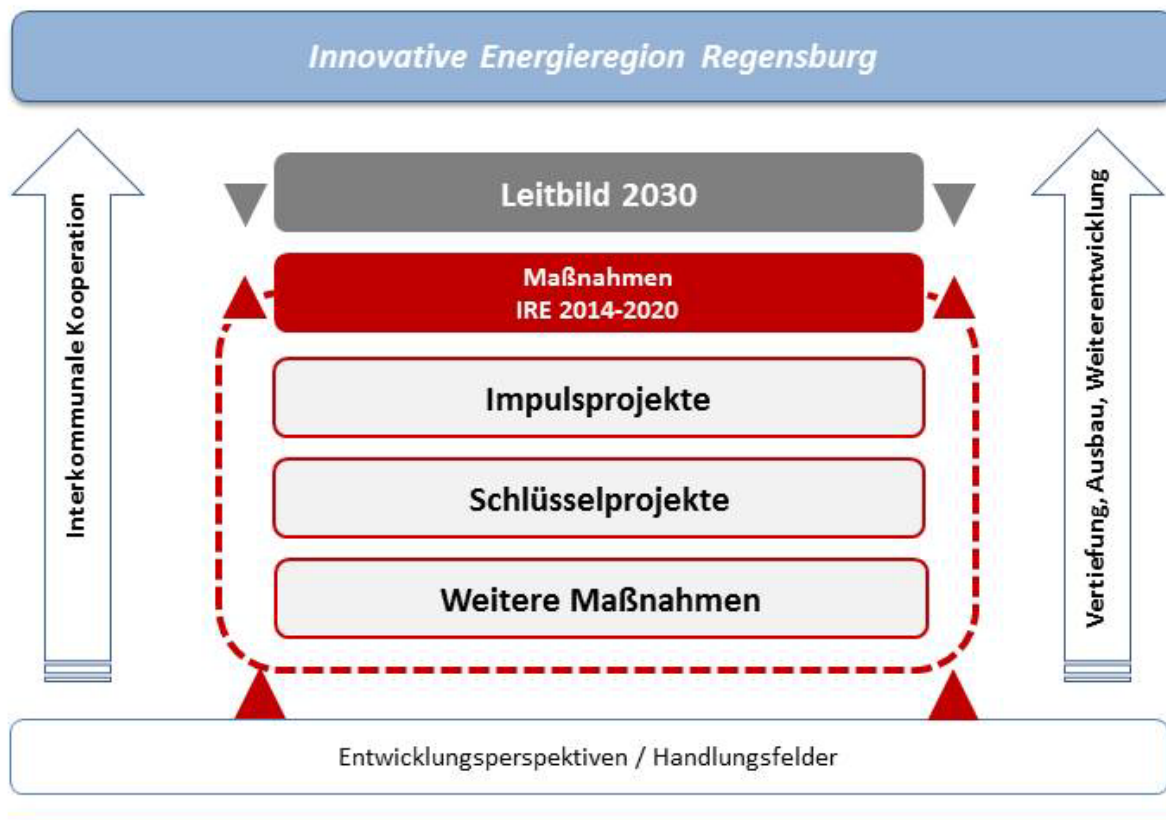 Innovative Energieregion Regensburg
Interkommunale Kooperation
Leitbild 2030
Maßnahmen
IRE 2014-2020
Impulsprojekte
Schlüsselprojekte
Weitere Maßnahmen
Vertiefung, Ausbau, Weiterentwicklung
Entwicklungsperspektiven / Handlungsfelder